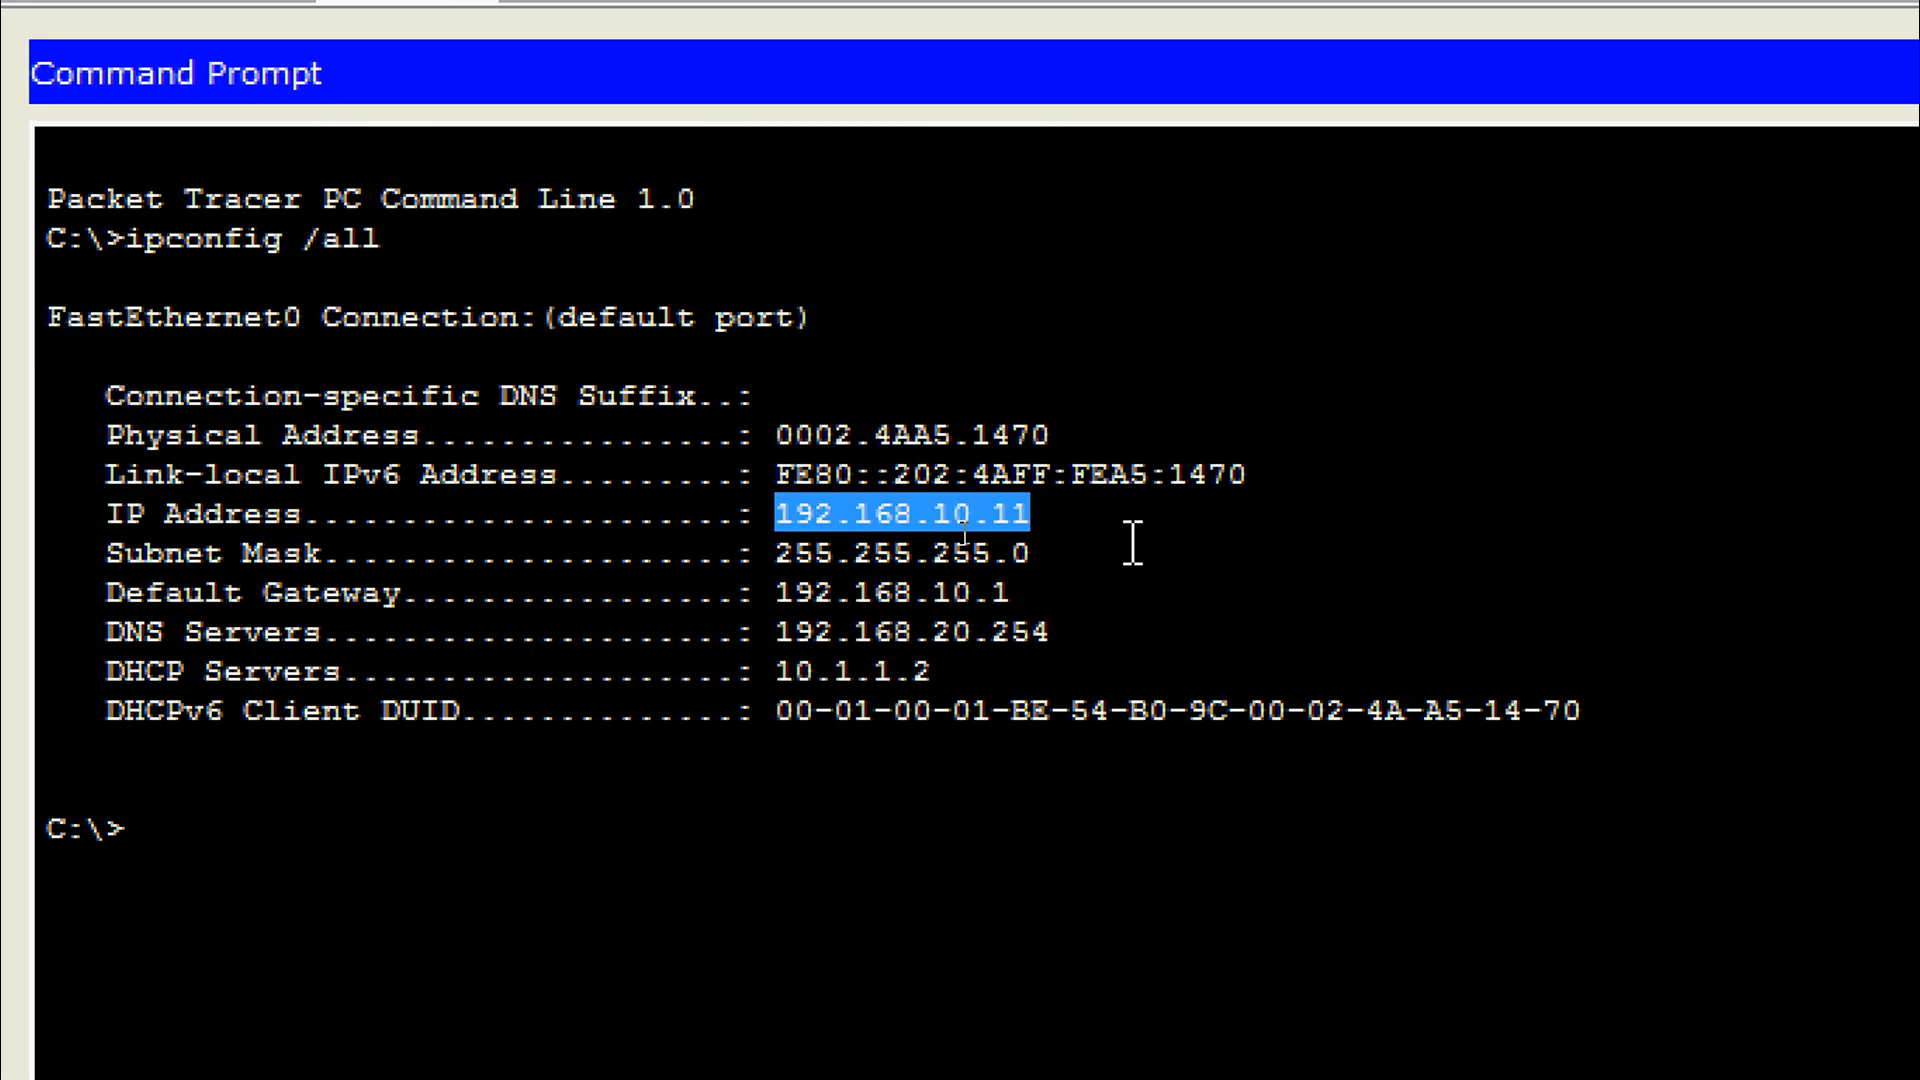 Command Prompt
Packet Tracer PC Command Line 1.0
C:\>ipconfig /all
FastEthernet0 Connection:(default port)
Connection-specific DNS Suffix..:
Physical Address................: 0002.4AA5.1470
Link-local IPv6 Address.........: FE80::202:4AFF:FEA5:1470
IP Address......................: 192.168.10.11
Subnet Mask.....................: 255.255.255.0
Default Gateway.................: 192.168.10.1
DNS Servers.....................: 192.168.20.254
DHCP Servers....................: 10.1.1.2
DHCPv6 Client DUID..............: 00-01-00-01-BE-54-B0-9C-00-02-4A-A5-14-70
C:\>